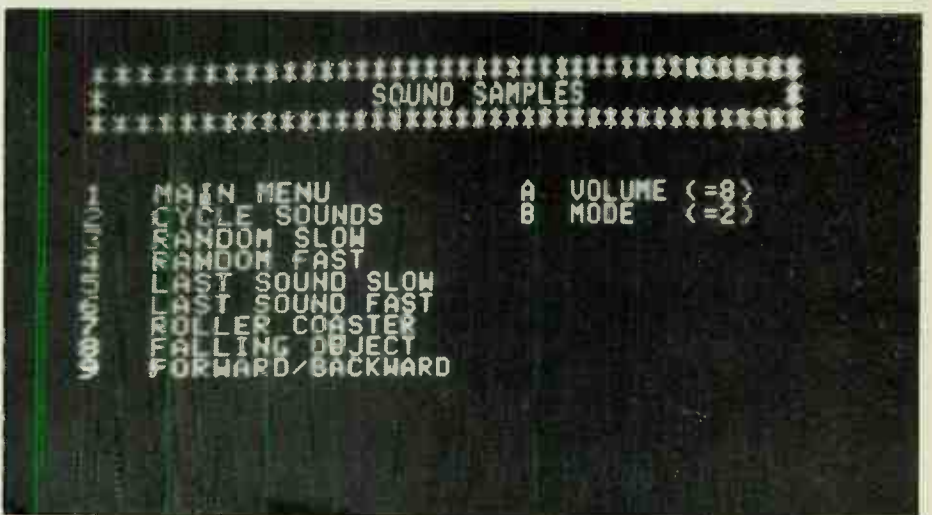 SOUND SAMPLES
1 MAIN MENU
2 CYCLE SOUNDS
3 RANDOM SLOW
4 RANDOM FAST
5 LAST SOUND SLOW
6 LAST SOUND FAST
7 ROLLER COASTER
8 FALLING OBJECT
9 FORWARD/BACKWARD
A VOLUME (=8)
B MODE (=2)